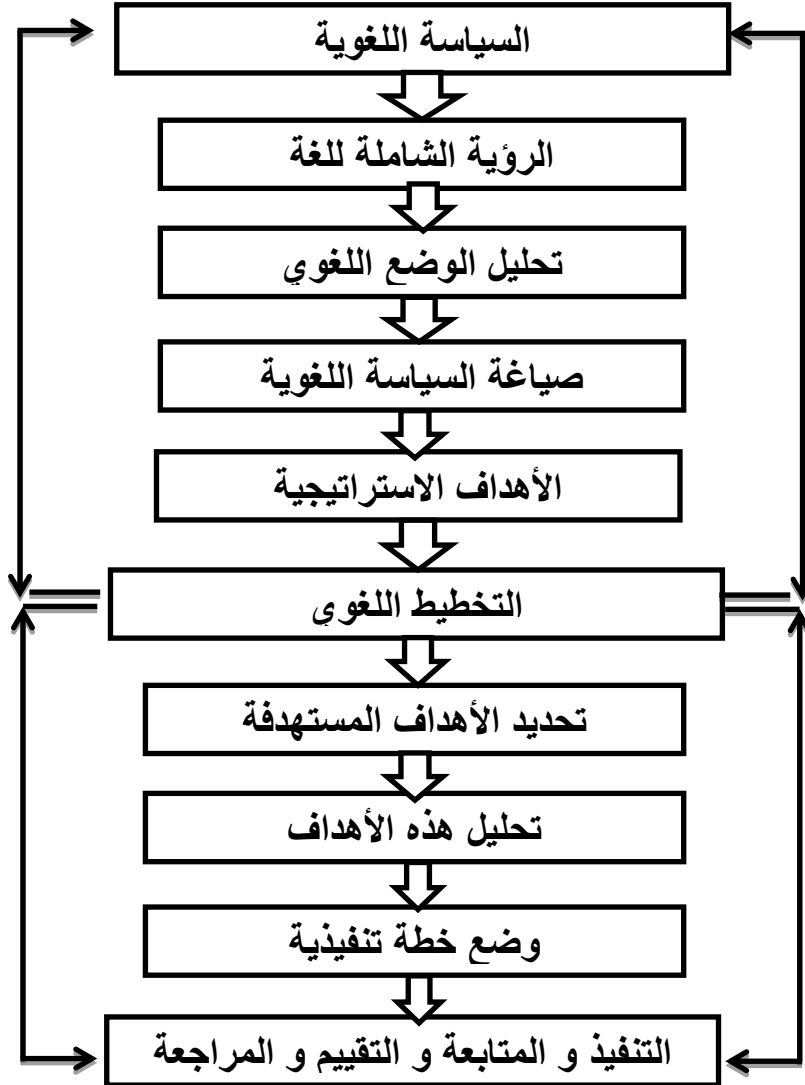 السياسة اللغوية
الرؤية الشاملة للغة
تحليل الوضع اللغوي
صياغة السياسة اللغوية
الأهداف الاستراتيجية
التخطيط اللغوي
تحديد الأهداف المستهدفة
تحليل هذه الأهداف
وضع خطة تنفيذية
التنفيذ و المتابعة و التقييم و المراجعة